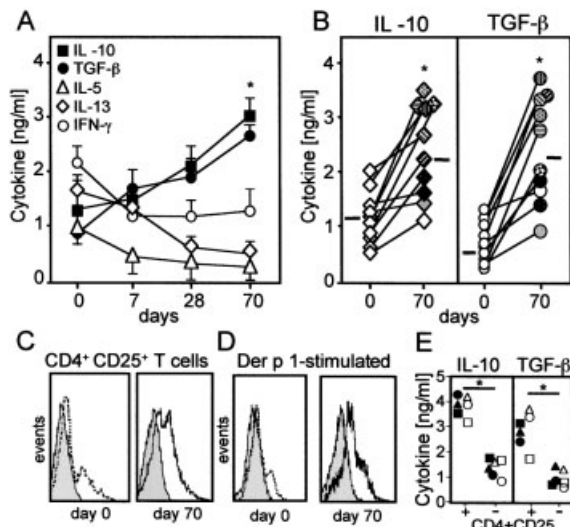 A
■ IL -10
● TGF-β
△ IL-5
◇ IL-13
○ IFN-γ
*
Cytokine [ng/ml]
4
3
2
1
0
0 7 28 70
days
B
IL -10 TGF-β
* *
Cytokine [ng/ml]
4
3
2
1
0
0 70 0 70
days
C D
CD4⁺ CD25⁺ T cells Der p 1-stimulated
events events
day 0 day 70 day 0 day 70
E
IL-10 TGF-β
* *
Cytokine [ng/ml]
5
4
3
2
1
0
+ - + -
CD4+CD25